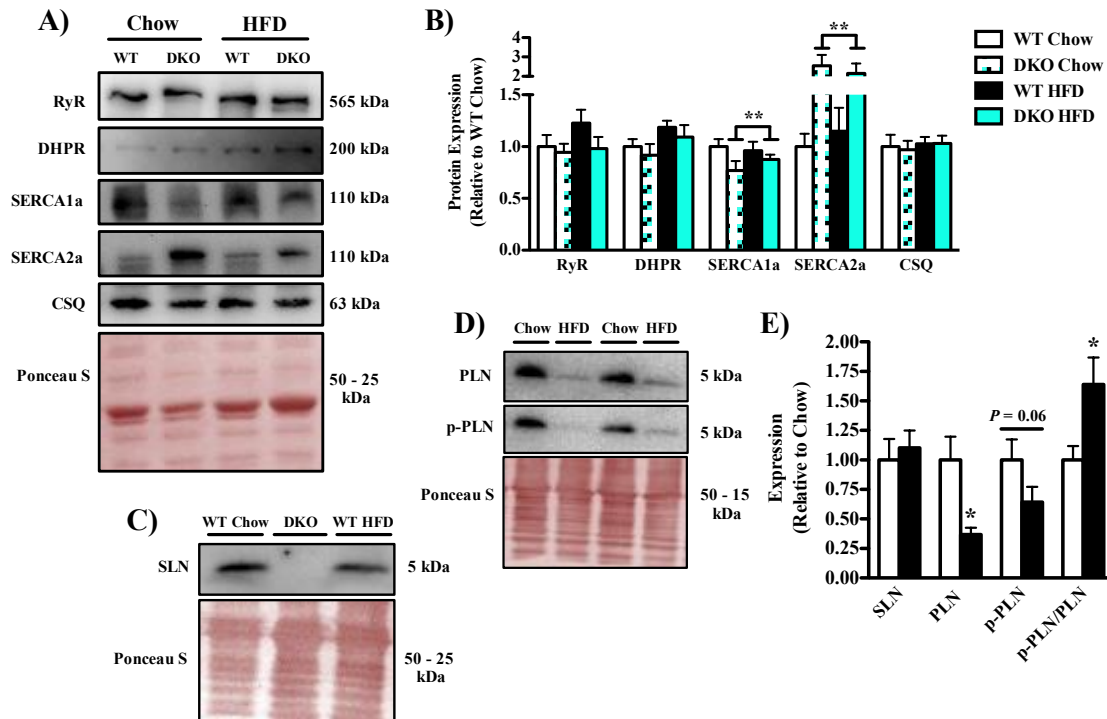 A)
Chow HFD
WT DKO WT DKO
RyR 565 kDa
DHPR 200 kDa
SERCA1a 110 kDa
SERCA2a 110 kDa
CSQ 63 kDa
Ponceau S 50 - 25
kDa
B)
Protein Expression
(Relative to WT Chow)
4
3
2
1.5
1.0
0.5
0.0
**
**
RyR DHPR SERCA1a SERCA2a CSQ
WT Chow
DKO Chow
WT HFD
DKO HFD
C)
WT Chow DKO WT HFD
SLN 5 kDa
Ponceau S 50 - 25
kDa
D)
Chow HFD Chow HFD
PLN 5 kDa
p-PLN 5 kDa
Ponceau S 50 - 15
kDa
E)
Expression
(Relative to Chow)
2.00
1.75
1.50
1.25
1.00
0.75
0.50
0.25
0.00
*
P = 0.06
*
SLN PLN p-PLN p-PLN/PLN